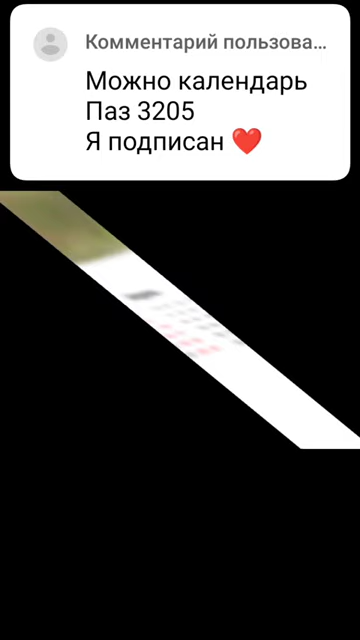 Комментарий пользова...
Можно календарь
Паз 3205
Я подписан ❤️